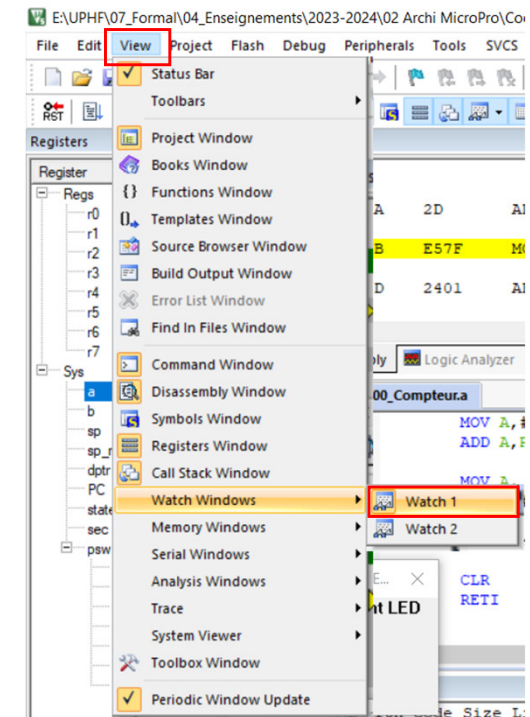 E:\UPHF\07_Formal\04_Enseignements\2023-2024\02 Archi MicroPro\Co
File Edit View Project Flash Debug Peripherals Tools SVCS
Status Bar
Toolbars
RST
Registers
Project Window
Register
Books Window
Regs
{} Functions Window
r0
Templates Window
A 2D
r1
Source Browser Window
B E57F
r2
r3
Build Output Window
D 2401
r4
Error List Window
r5
Find In Files Window
r6
r7
Command Window
Logic Analyzer
Sys
a
Disassembly Window
00_Compteur.a
b
Symbols Window
MOV A,#
sp
Registers Window
ADD A,
Call Stack Window
dptr
MOV A
PC
Watch Windows
Watch 1
state
Memory Windows
Watch 2
sec
psw
Serial Windows
Analysis Windows
E...
CLR
Trace
nt LED
RETI
System Viewer
Toolbox Window
Periodic Window Update
Code Size